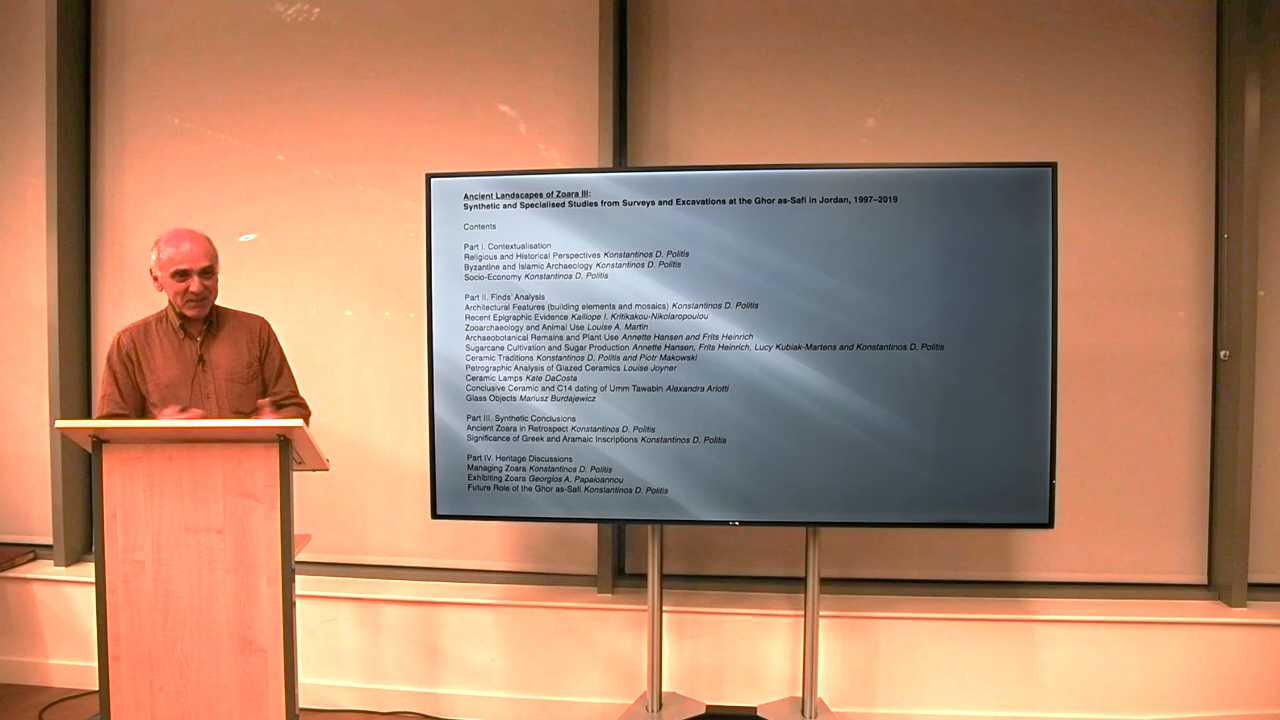 Ancient Landscapes of Zoara III:
Synthetic and Specialised Studies from Surveys and Excavations at the Ghor as-Safi in Jordan, 1997–2019
Contents
Part I. Contextualisation
Religious and Historical Perspectives Konstantinos D. Politis
Byzantine and Islamic Archaeology Konstantinos D. Politis
Socio-Economy Konstantinos D. Politis
Part II. Finds' Analysis
Architectural Features (building elements and mosaics) Konstantinos D. Politis
Recent Epigraphic Evidence Kalliope I. Kritikakou-Nikolaropoulou
Zooarchaeology and Animal Use Louise A. Martin
Archaeobotanical Remains and Plant Use Annette Hansen and Frits Heinrich
Sugarcane Cultivation and Sugar Production Annette Hansen, Frits Heinrich, Lucy Kubiak-Martens and Konstantinos D, Politis
Ceramic Traditions Konstantinos D. Politis and Piotr Makowski
Petrographic Analysis of Glazed Ceramics Louise Joyner
Ceramic Lamps Kate DaCosta
Conclusive Ceramic and C14 dating of Umm Tawabin Alexandra Ariotti
Glass Objects Mariusz Burdajewicz
Part III. Synthetic Conclusions
Ancient Zoara in Retrospect Konstantinos D. Politis
Significance of Greek and Aramaic Inscriptions Konstantinos D. Politis
Part IV. Heritage Discussions
Managing Zoara Konstantinos D. Politis
Exhibiting Zoara Georgios A. Papaioannou
Future Role of the Ghor as-Safi Konstantinos D. Politis